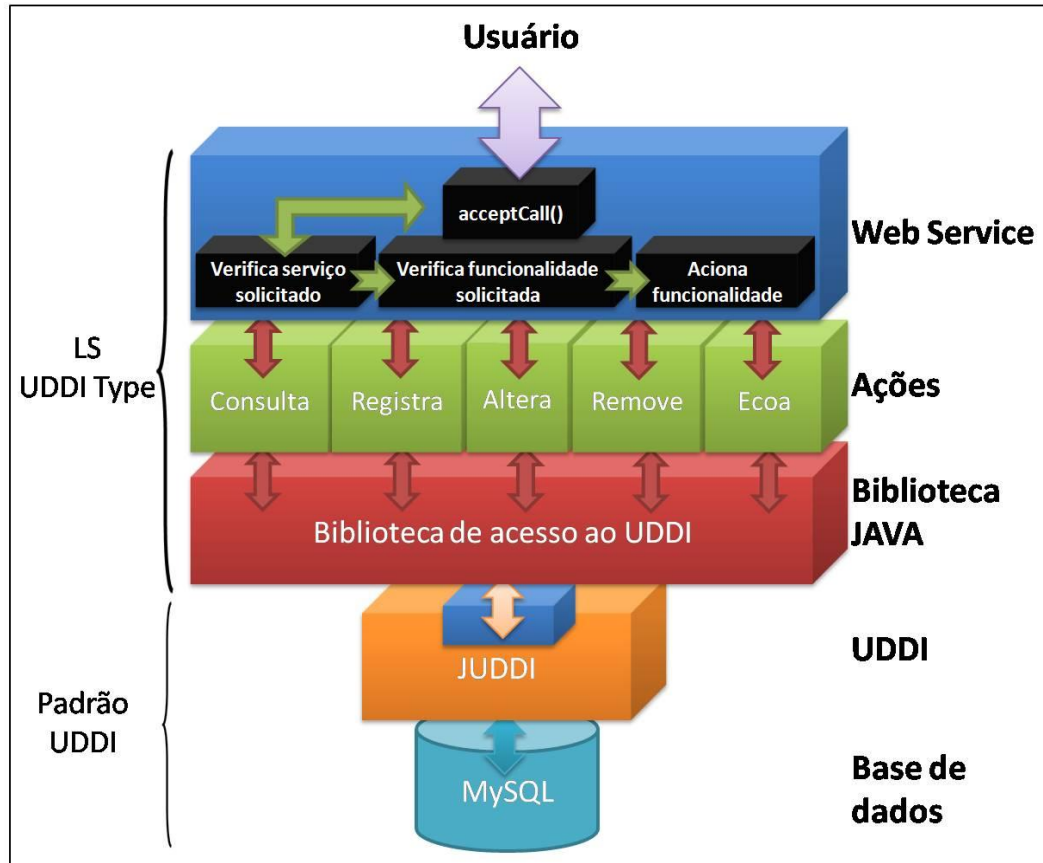 Usuário
acceptCall()
Web Service
Verifica serviço
solicitado
Verifica funcionalidade
solicitada
Aciona
funcionalidade
LS
UDDI Type
Consulta
Registra
Altera
Remove
Ecoa
Ações
Biblioteca de acesso ao UDDI
Biblioteca
JAVA
JUDDI
UDDI
Padrão
UDDI
MySQL
Base de
dados